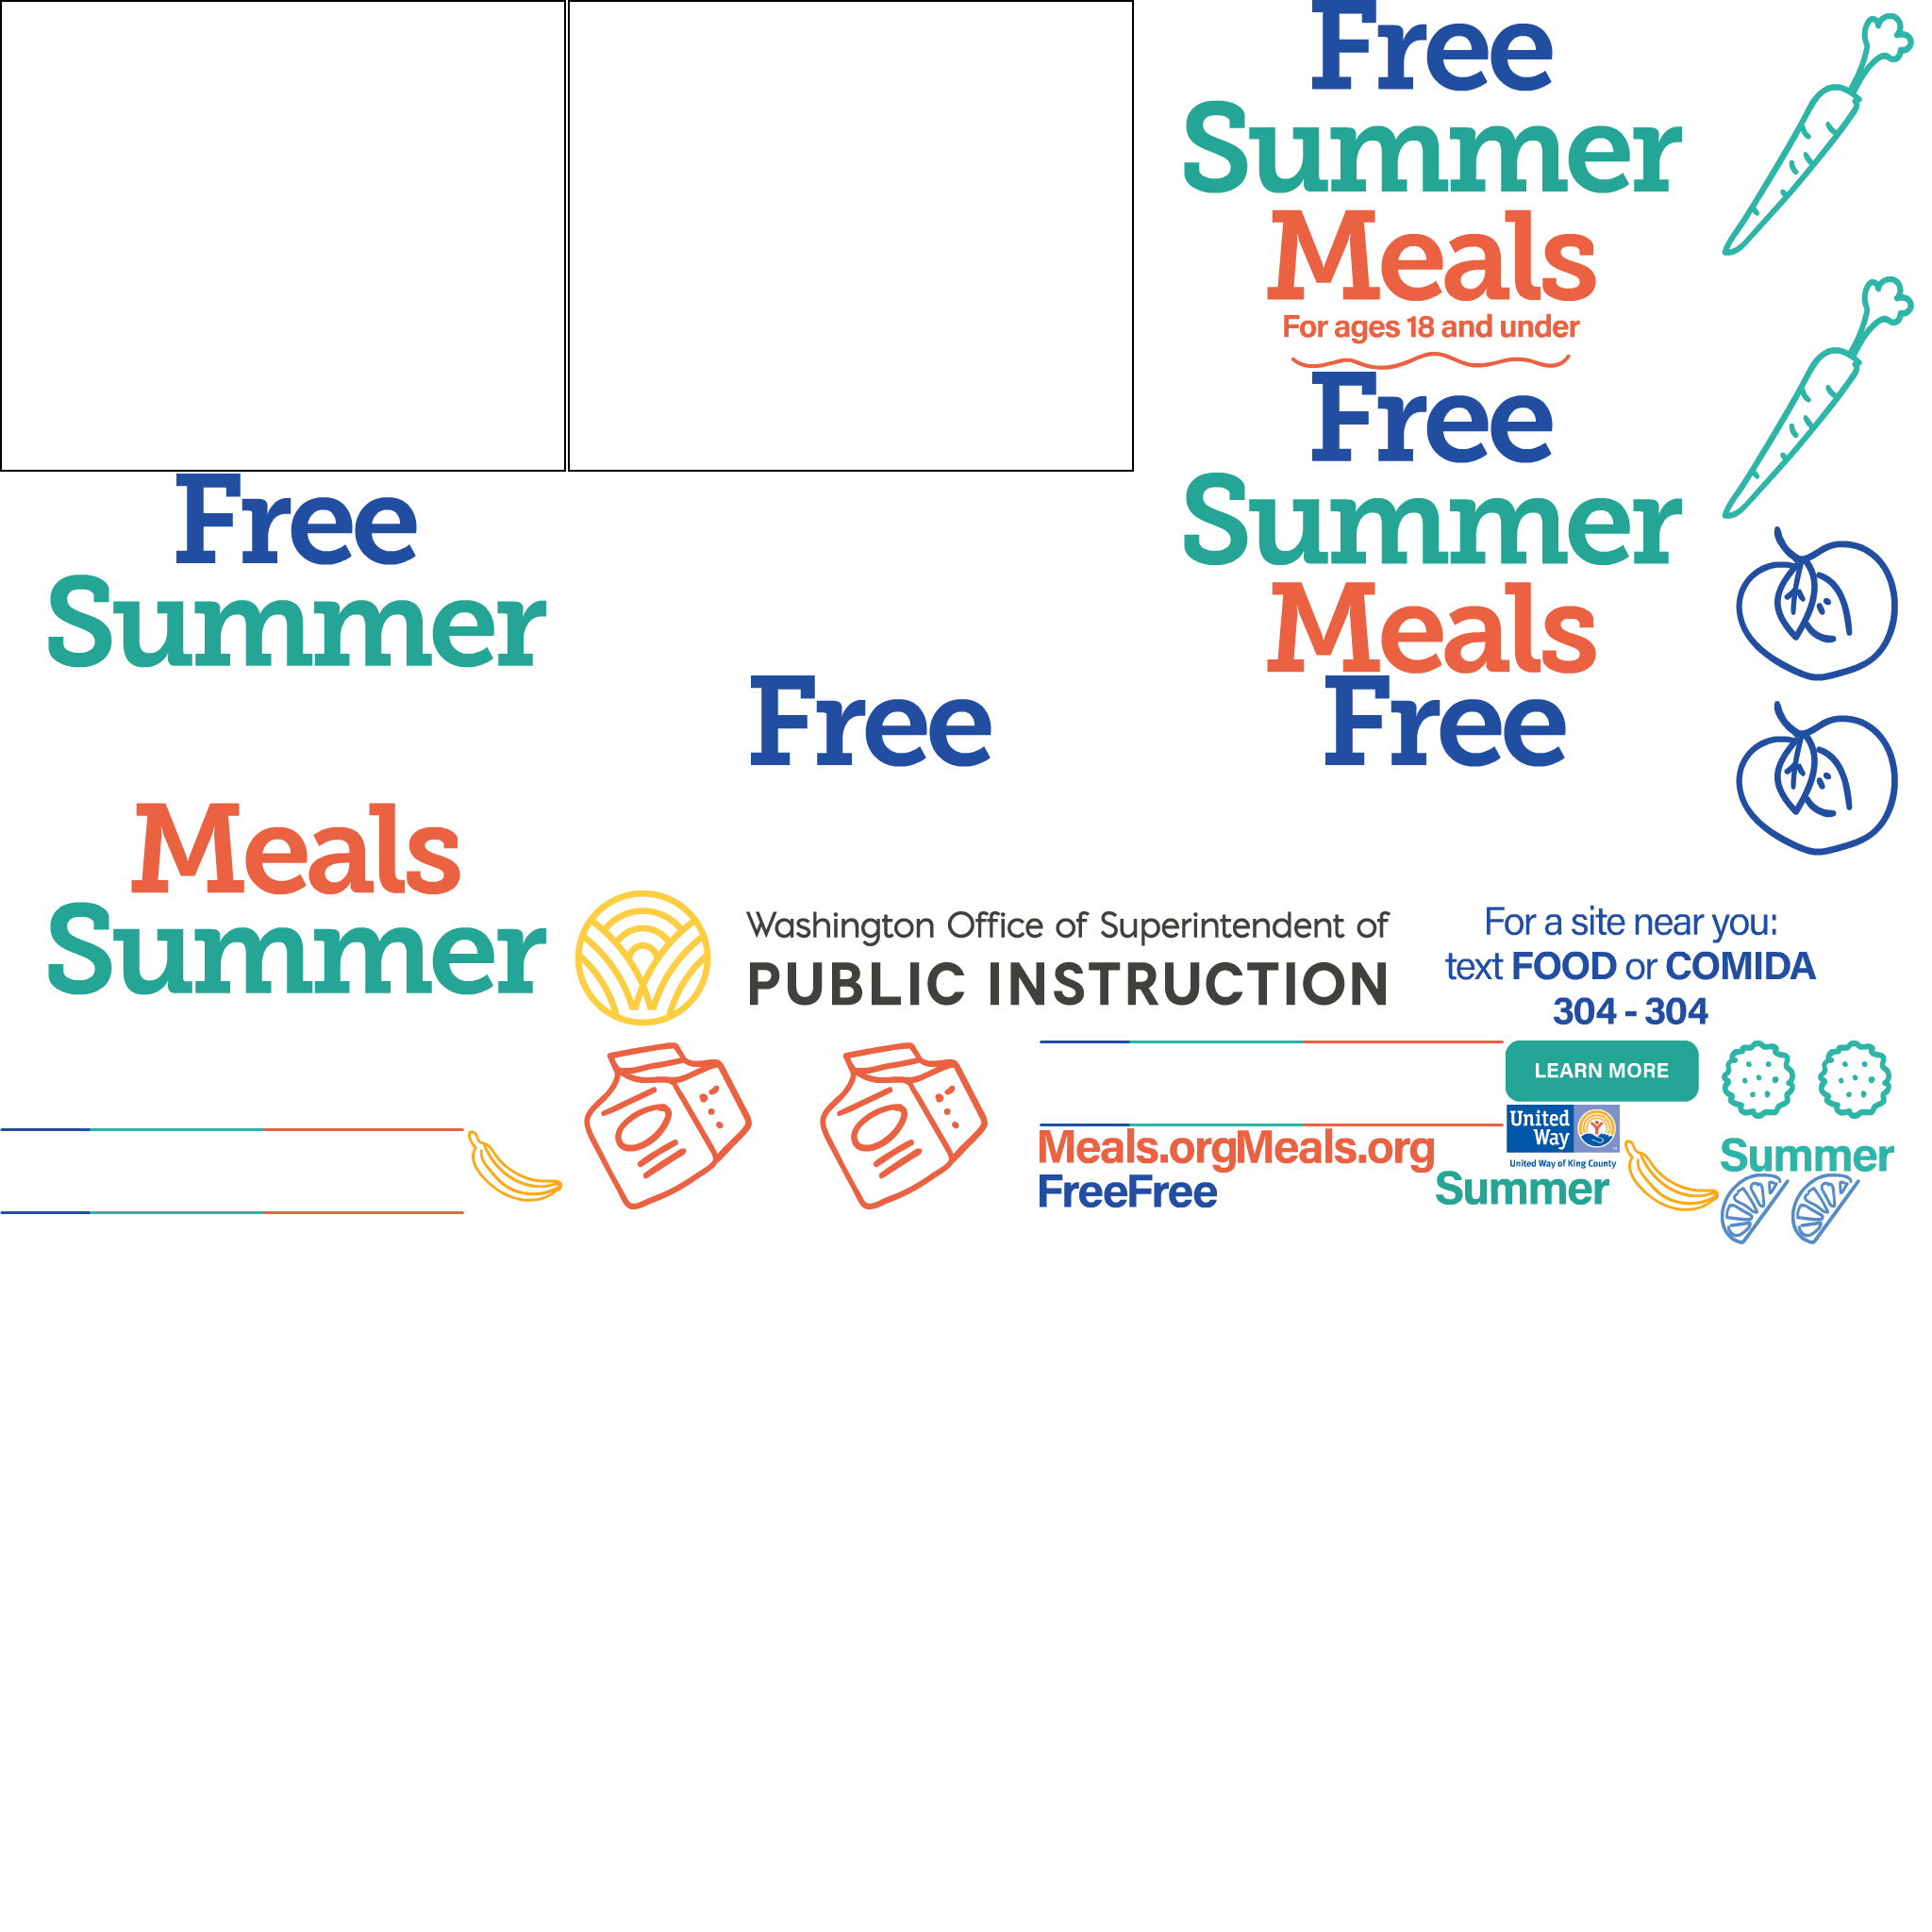 Free
Summer
Meals
For ages 18 and under
Free
Summer
Meals
Free
Summer
Free
Free
Meals
Summer
Washington Office of Superintendent of
PUBLIC INSTRUCTION
For a site near you:
text FOOD or COMIDA
304 - 304
LEARN MORE
United
Way
United Way of King County
Meals.orgMeals.org
FreeFree
Summer
Summer